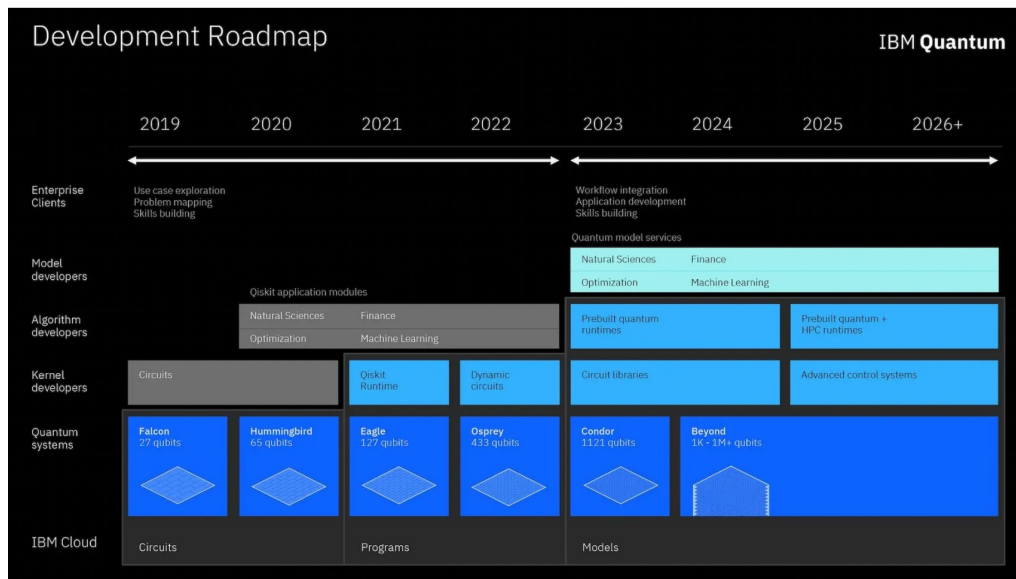 Development Roadmap
IBM Quantum
2019 2020 2021 2022 2023 2024 2025 2026+
Enterprise
Clients
Use case exploration
Problem mapping
Skills building
Workflow integration
Application development
Skills building
Model
developers
Quantum model services
Natural Sciences Finance
Optimization Machine Learning
Algorithm
developers
Qiskit application modules
Natural Sciences Finance
Optimization Machine Learning
Prebuilt quantum
runtimes
Prebuilt quantum +
HPC runtimes
Kernel
developers
Circuits
Qiskit
Runtime
Dynamic
circuits
Circuit libraries
Advanced control systems
Quantum
systems
Falcon
27 qubits
Hummingbird
65 qubits
Eagle
127 qubits
Osprey
433 qubits
Condor
1121 qubits
Beyond
1K - 1M+ qubits
IBM Cloud
Circuits
Programs
Models